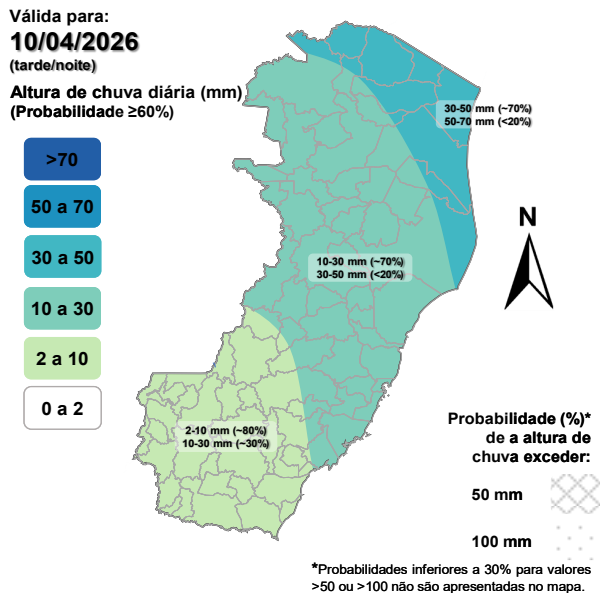 Válida para:
10/04/2026
(tarde/noite)
Altura de chuva diária (mm)
(Probabilidade ≥60%)
>70
50 a 70
30 a 50
10 a 30
2 a 10
0 a 2
30-50 mm (~70%)
50-70 mm (<20%)
10-30 mm (~70%)
30-50 mm (<20%)
2-10 mm (~80%)
10-30 mm (~30%)
N
Probabilidade (%)*
de a altura de
chuva exceder:
50 mm
100 mm
*Probabilidades inferiores a 30% para valores
>50 ou >100 não são apresentadas no mapa.